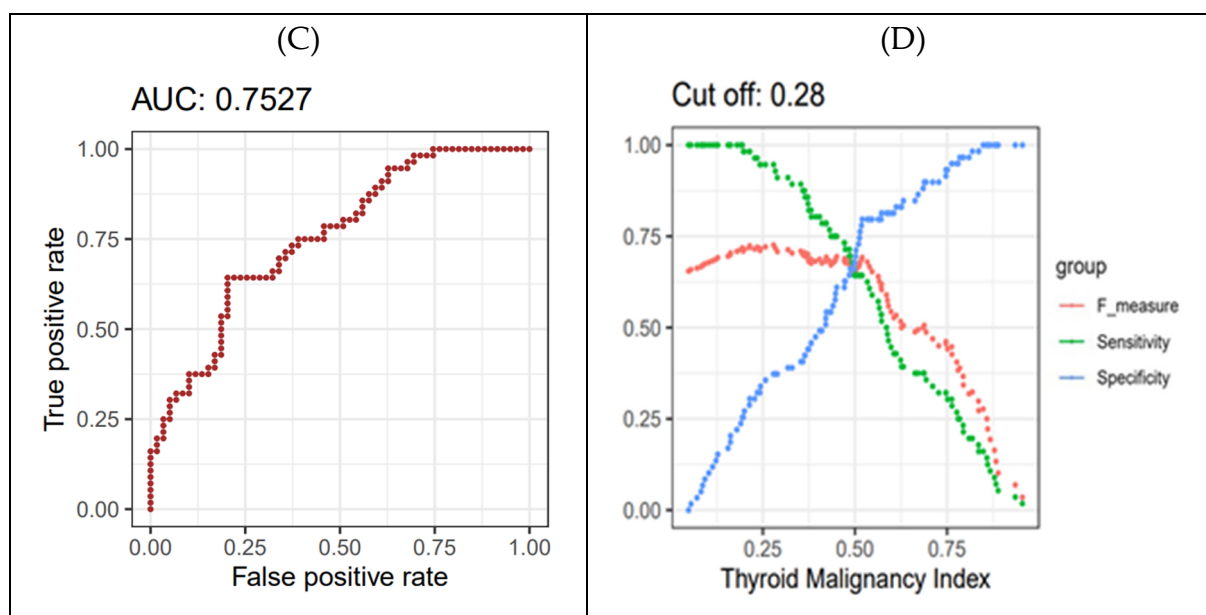 (C)
AUC: 0.7527
True positive rate
1.00
0.75
0.50
0.25
0.00
0.00 0.25 0.50 0.75 1.00
False positive rate
(D)
Cut off: 0.28
1.00
0.75
0.50
0.25
0.00
0.25 0.50 0.75
Thyroid Malignancy Index
group
F_measure
Sensitivity
Specificity